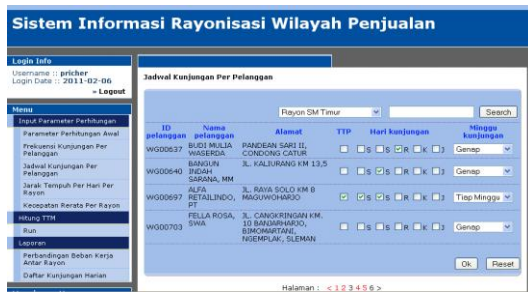 Sistem Informasi Rayonisasi Wilayah Penjualan
Login Info
Username :: pricher
Login Date :: 2011-02-06
» Logout
Menu
Input Parameter Perhitungan
Parameter Perhitungan Awal
Frekuensi Kunjungan Per
Pelanggan
Jadwal Kunjungan Per
Pelanggan
Jarak Tempuh Per Hari Per
Rayon
Kecepatan Rerata Per Rayon
Hitung TTM
Run
Laporan
Perbandingan Beban Kerja
Antar Rayon
Daftar Kunjungan Harian
Jadwal Kunjungan Per Pelanggan
Rayon SM Timur Search
ID pelanggan Nama pelanggan Alamat TTP Hari kunjungan Minggu kunjungan
WG00637 BUDI MULIA WASERDA PANDEAN SARI II, CONDONG CATUR S S R K J Genap
WG00640 BANGUN INDAH SARANA, MM JL. KALIURANG KM 13,5 S S R K J Genap
WG00697 ALFA RETAILINDO, PT JL. RAYA SOLO KM 8 MAGUWOHARJO S S R K J Tiap Minggu
WG00703 FELLA ROSA, SWA JL. CANGKRINGAN KM. 10 BANJARHARJO, BIMOMARTANI, NGEMPLAK, SLEMAN S S R K J Genap
Ok Reset
Halaman : < 1 2 3 4 5 6 >